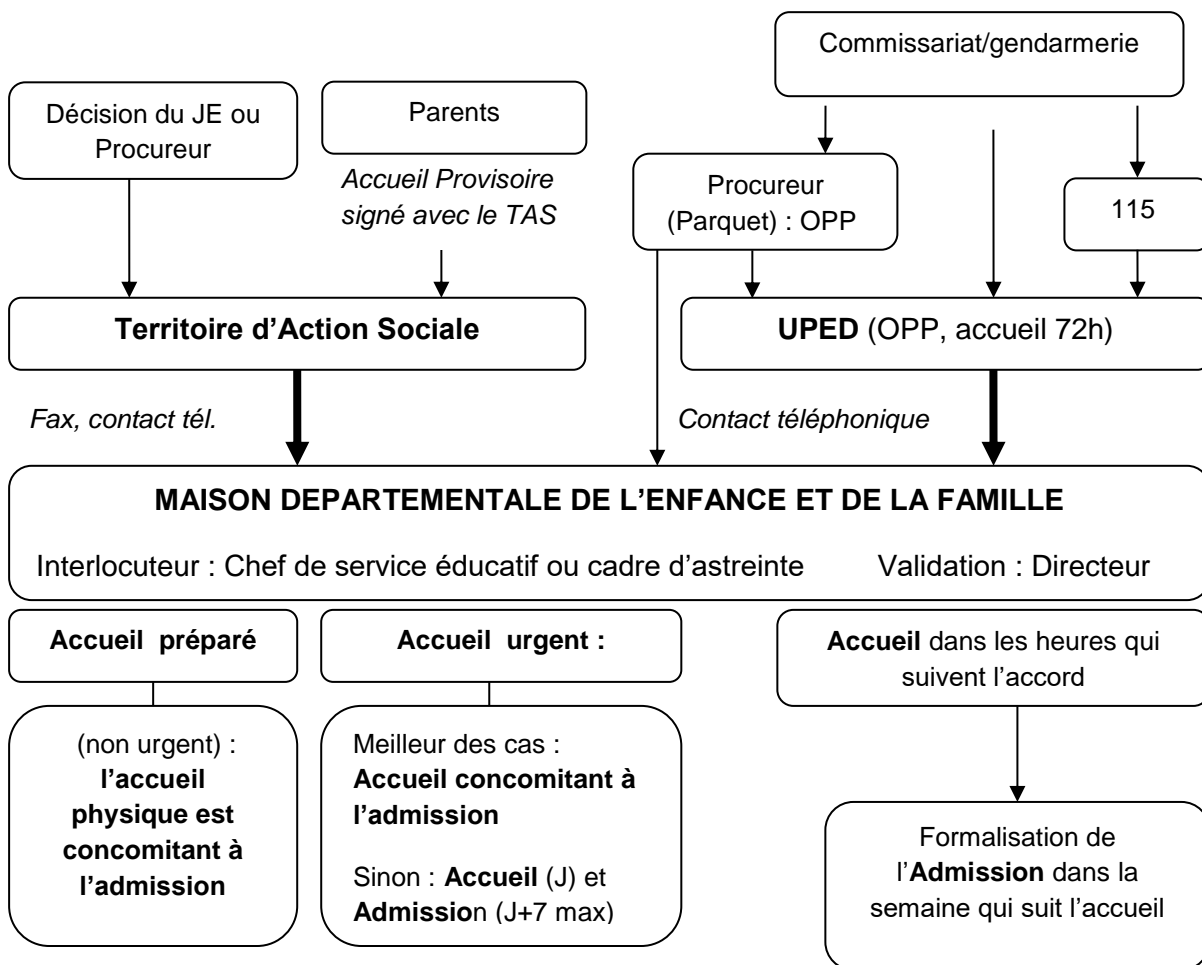 Commissariat/gendarmerie
Décision du JE ou
Procureur
Parents
Accueil Provisoire
signé avec le TAS
Procureur
(Parquet) : OPP
115
Territoire d’Action Sociale
UPED (OPP, accueil 72h)
Fax, contact tél.
Contact téléphonique
MAISON DEPARTEMENTALE DE L’ENFANCE ET DE LA FAMILLE
Interlocuteur : Chef de service éducatif ou cadre d’astreinte Validation : Directeur
Accueil préparé
(non urgent) :
l’accueil
physique est
concomitant à
l’admission
Accueil urgent :
Meilleur des cas :
Accueil concomitant à
l’admission
Sinon : Accueil (J) et
Admission (J+7 max)
Accueil dans les heures qui
suivent l’accord
Formalisation de
l’Admission dans la
semaine qui suit l’accueil